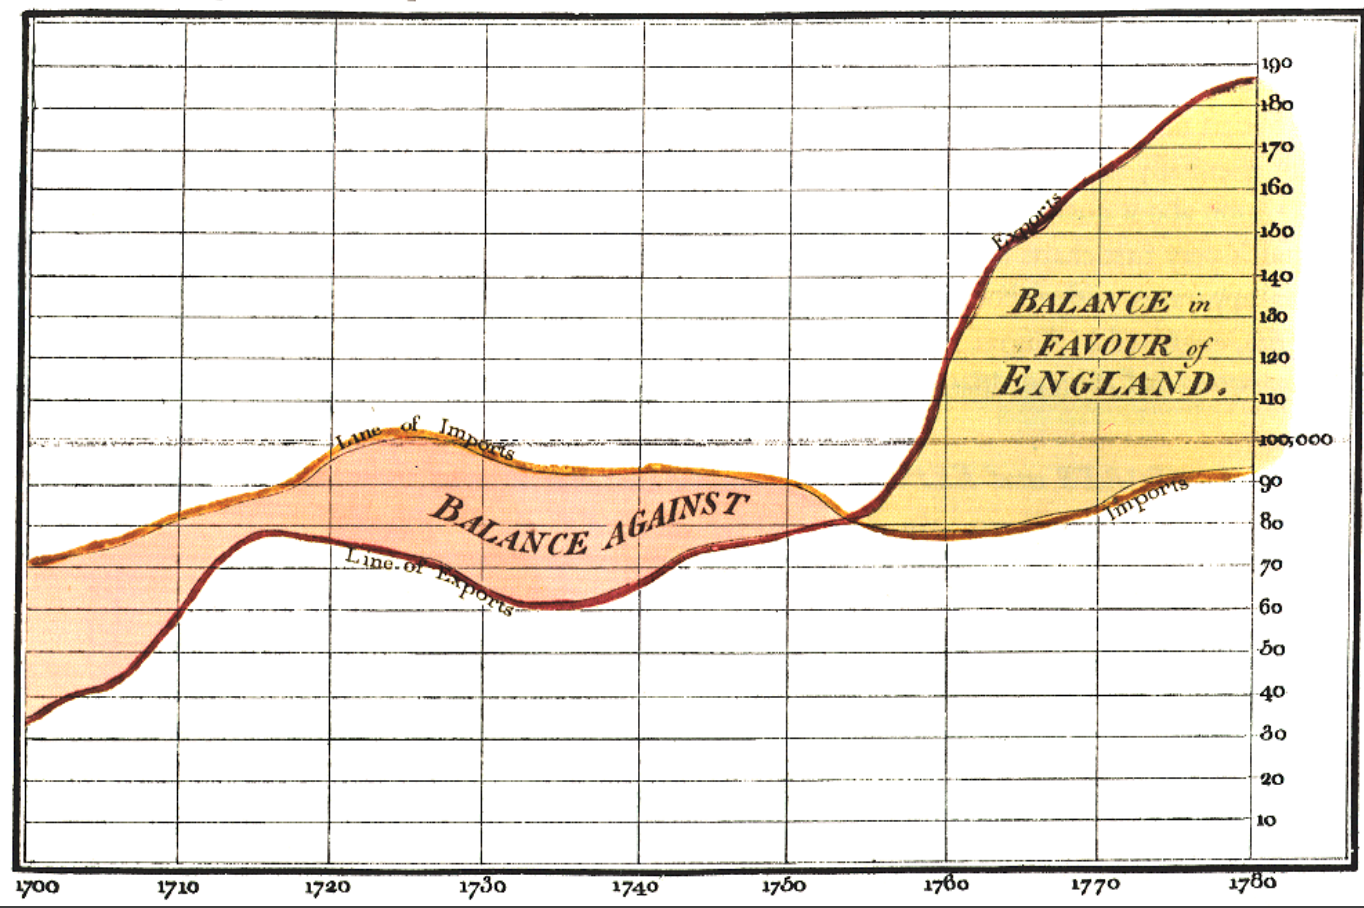 190
180
170
160
150
140
130
120
110
100,000
90
80
70
60
50
40
30
20
10
Exports
BALANCE in
FAVOUR of
ENGLAND.
Line of Imports
BALANCE AGAINST
Imports
Line of Exports
1700 1710 1720 1730 1740 1750 1760 1770 1780